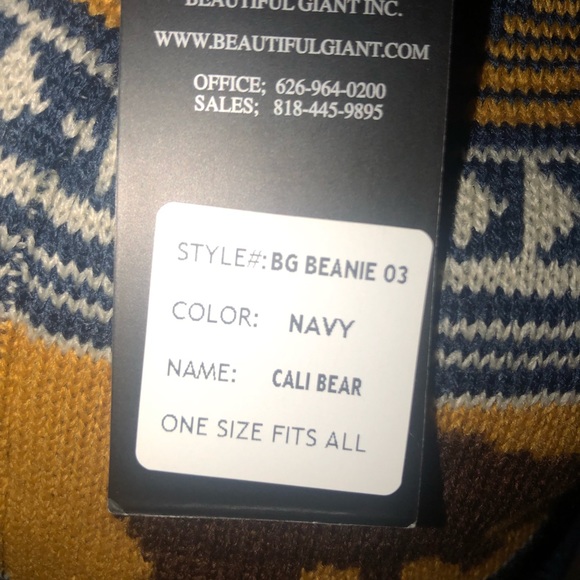 BEAUTIFUL GIANT INC.
WWW.BEAUTIFULGIANT.COM
OFFICE; 626-964-0200
SALES; 818-445-9895
STYLE#: BG BEANIE 03
COLOR: NAVY
NAME: CALI BEAR
ONE SIZE FITS ALL